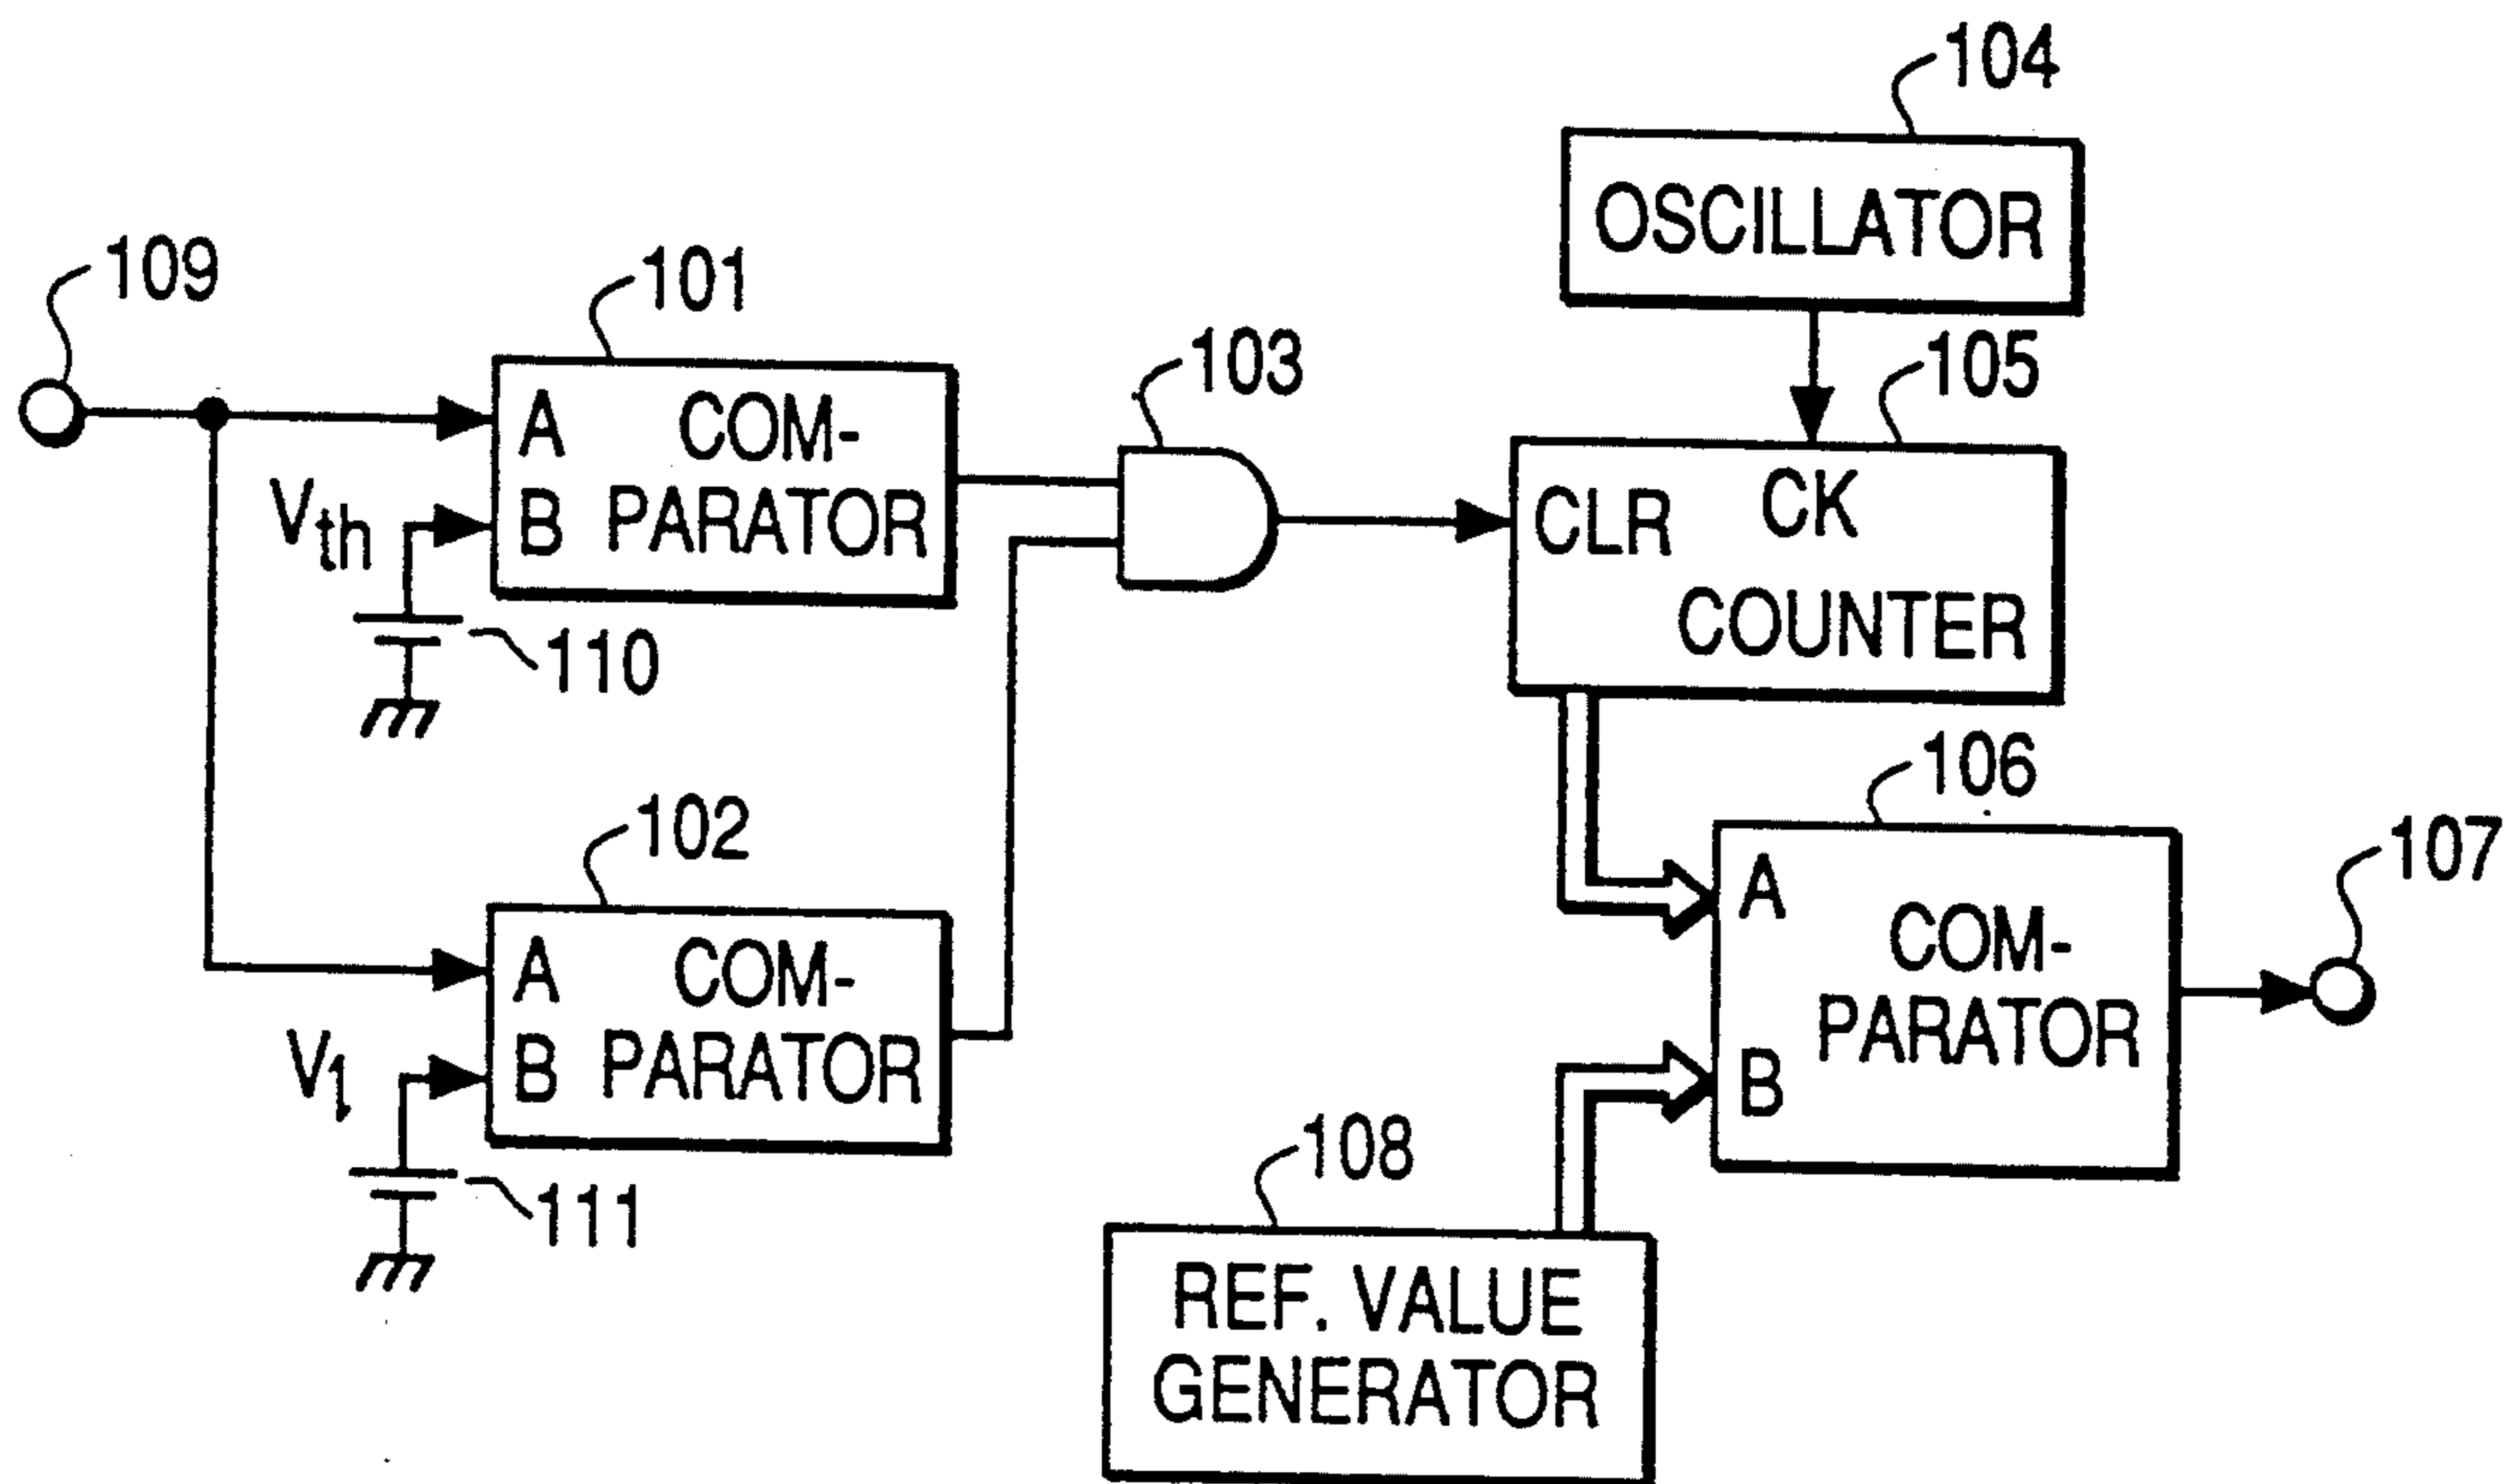 104
OSCILLATOR
109
101
103
105
A COM-
B PARATOR
Vth
110
CLR CK
COUNTER
102
106
107
A COM-
B PARATOR
V1
111
A
COM-
PARATOR
B
108
REF. VALUE
GENERATOR